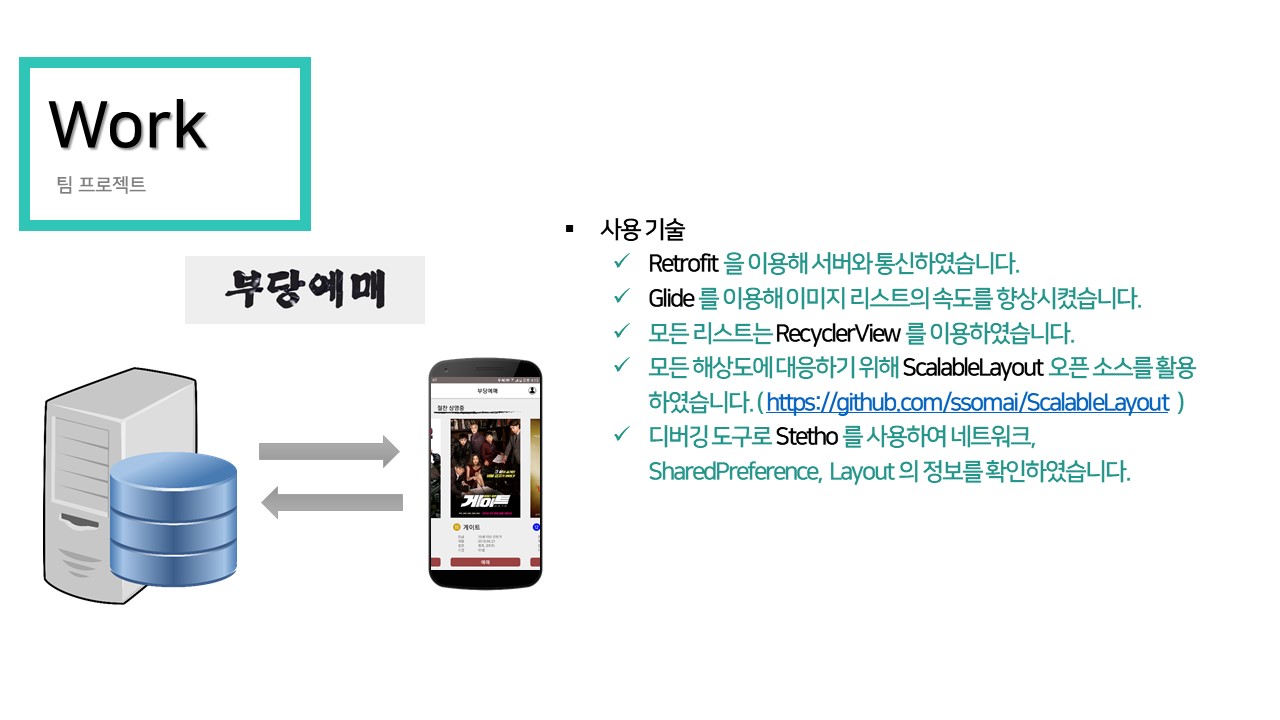 Work
팀 프로젝트
부당예매
부당예매
절찬 상영중
게이트
게이트
예매
▪ 사용 기술
✓ Retrofit 을 이용해 서버와 통신하였습니다.
✓ Glide 를 이용해 이미지 리스트의 속도를 향상시켰습니다.
✓ 모든 리스트는 RecyclerView 를 이용하였습니다.
✓ 모든 해상도에 대응하기 위해 ScalableLayout 오픈 소스를 활용
하였습니다. ( https://github.com/ssomai/ScalableLayout )
✓ 디버깅 도구로 Stetho 를 사용하여 네트워크,
SharedPreference, Layout 의 정보를 확인하였습니다.